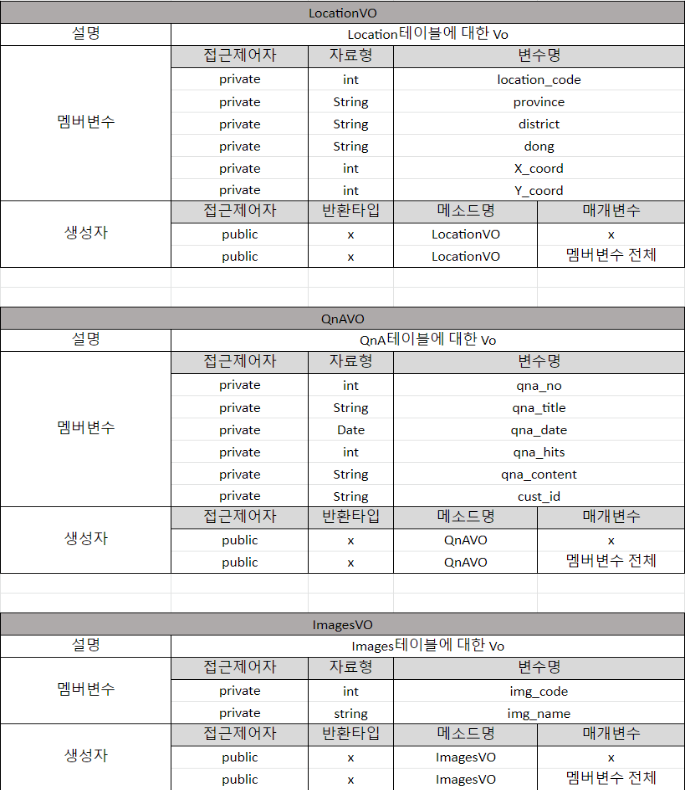 LocationVO
설명 Location테이블에 대한 Vo
접근제어자 자료형 변수명
private int location_code
private String province
private String district
멤버변수
private String dong
private int X_coord
private int Y_coord
접근제어자 반환타입 메소드명 매개변수
생성자 public x LocationVO x
public x LocationVO 멤버변수 전체
QnAVO
설명 QnA테이블에 대한 Vo
접근제어자 자료형 변수명
private int qna_no
private String qna_title
멤버변수 private Date qna_date
private int qna_hits
private String qna_content
private String cust_id
접근제어자 반환타입 메소드명 매개변수
생성자 public x QnAVO x
public x QnAVO 멤버변수 전체
ImagesVO
설명 Images테이블에 대한 Vo
접근제어자 자료형 변수명
멤버변수 private int img_code
private string img_name
접근제어자 반환타입 메소드명 매개변수
생성자 public x ImagesVO x
public x ImagesVO 멤버변수 전체